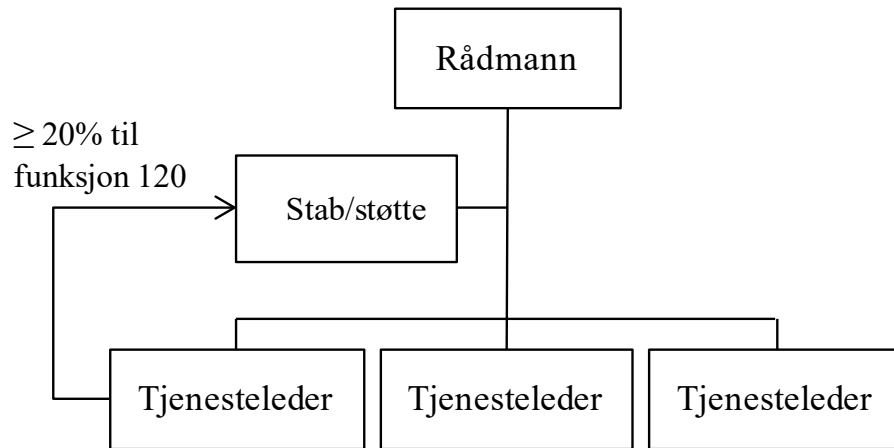 Rådmann
≥ 20% til
funksjon 120
Stab/støtte
Tjenesteleder
Tjenesteleder
Tjenesteleder